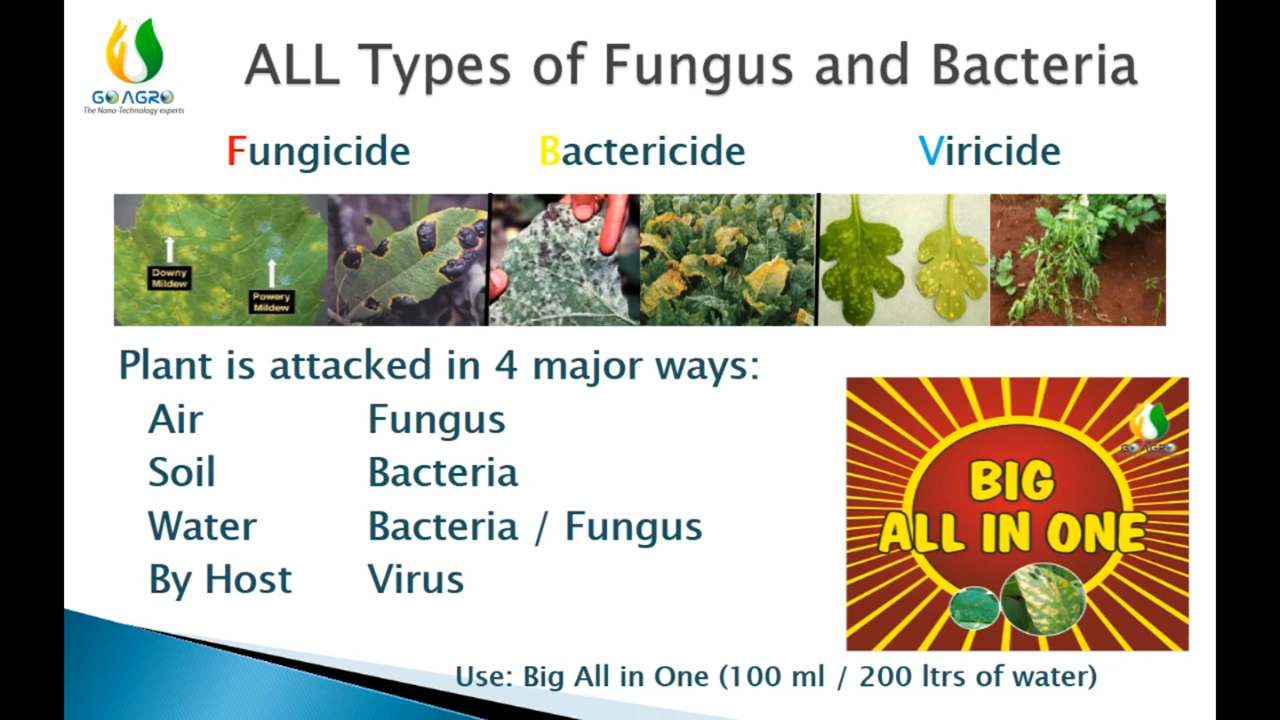 ALL Types of Fungus and Bacteria
GO AGRO
The Nano-Technology experts
Fungicide
Bactericide
Viricide
Downy
Mildew
Powery
Mildew
Plant is attacked in 4 major ways:
Air Fungus
Soil Bacteria
Water Bacteria / Fungus
By Host Virus
GO AGRO
BIG
ALL IN ONE
Use: Big All in One (100 ml / 200 ltrs of water)